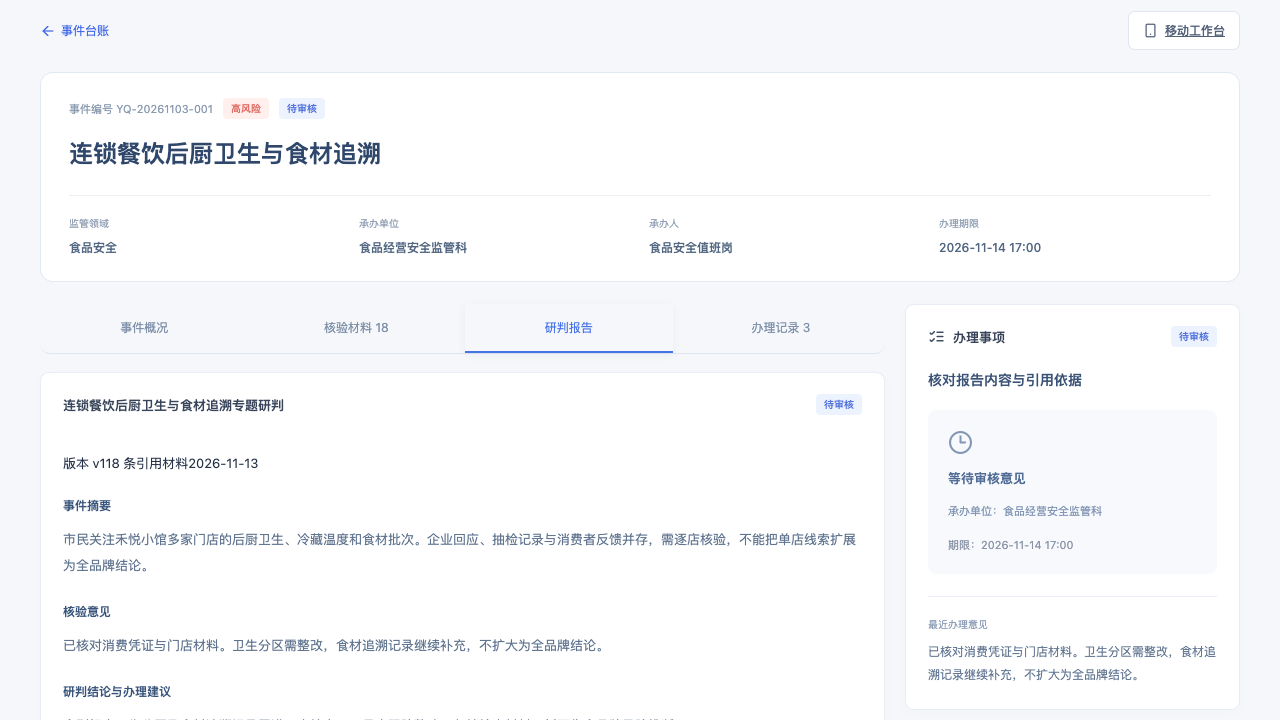 事件台账
移动工作台
事件编号 YQ-20261103-001 高风险 待审核
连锁餐饮后厨卫生与食材追溯
监管领域 承办单位 承办人 办理期限
食品安全 食品经营安全监管科 食品安全值班岗 2026-11-14 17:00
事件概况 核验材料 18 研判报告 办理记录 3
连锁餐饮后厨卫生与食材追溯专题研判 待审核
版本 v118 条引用材料2026-11-13
事件摘要
市民关注禾悦小馆多家门店的后厨卫生、冷藏温度和食材批次。企业回应、抽检记录与消费者反馈并存，需逐店核验，不能把单店线索扩展
为全品牌结论。
核验意见
已核对消费凭证与门店材料。卫生分区需整改，食材追溯记录继续补充，不扩大为全品牌结论。
研判结论与办理建议
办理事项 待审核
核对报告内容与引用依据
等待审核意见
承办单位：食品经营安全监管科
期限：2026-11-14 17:00
最近办理意见
已核对消费凭证与门店材料。卫生分区需整改，食材追
溯记录继续补充，不扩大为全品牌结论。